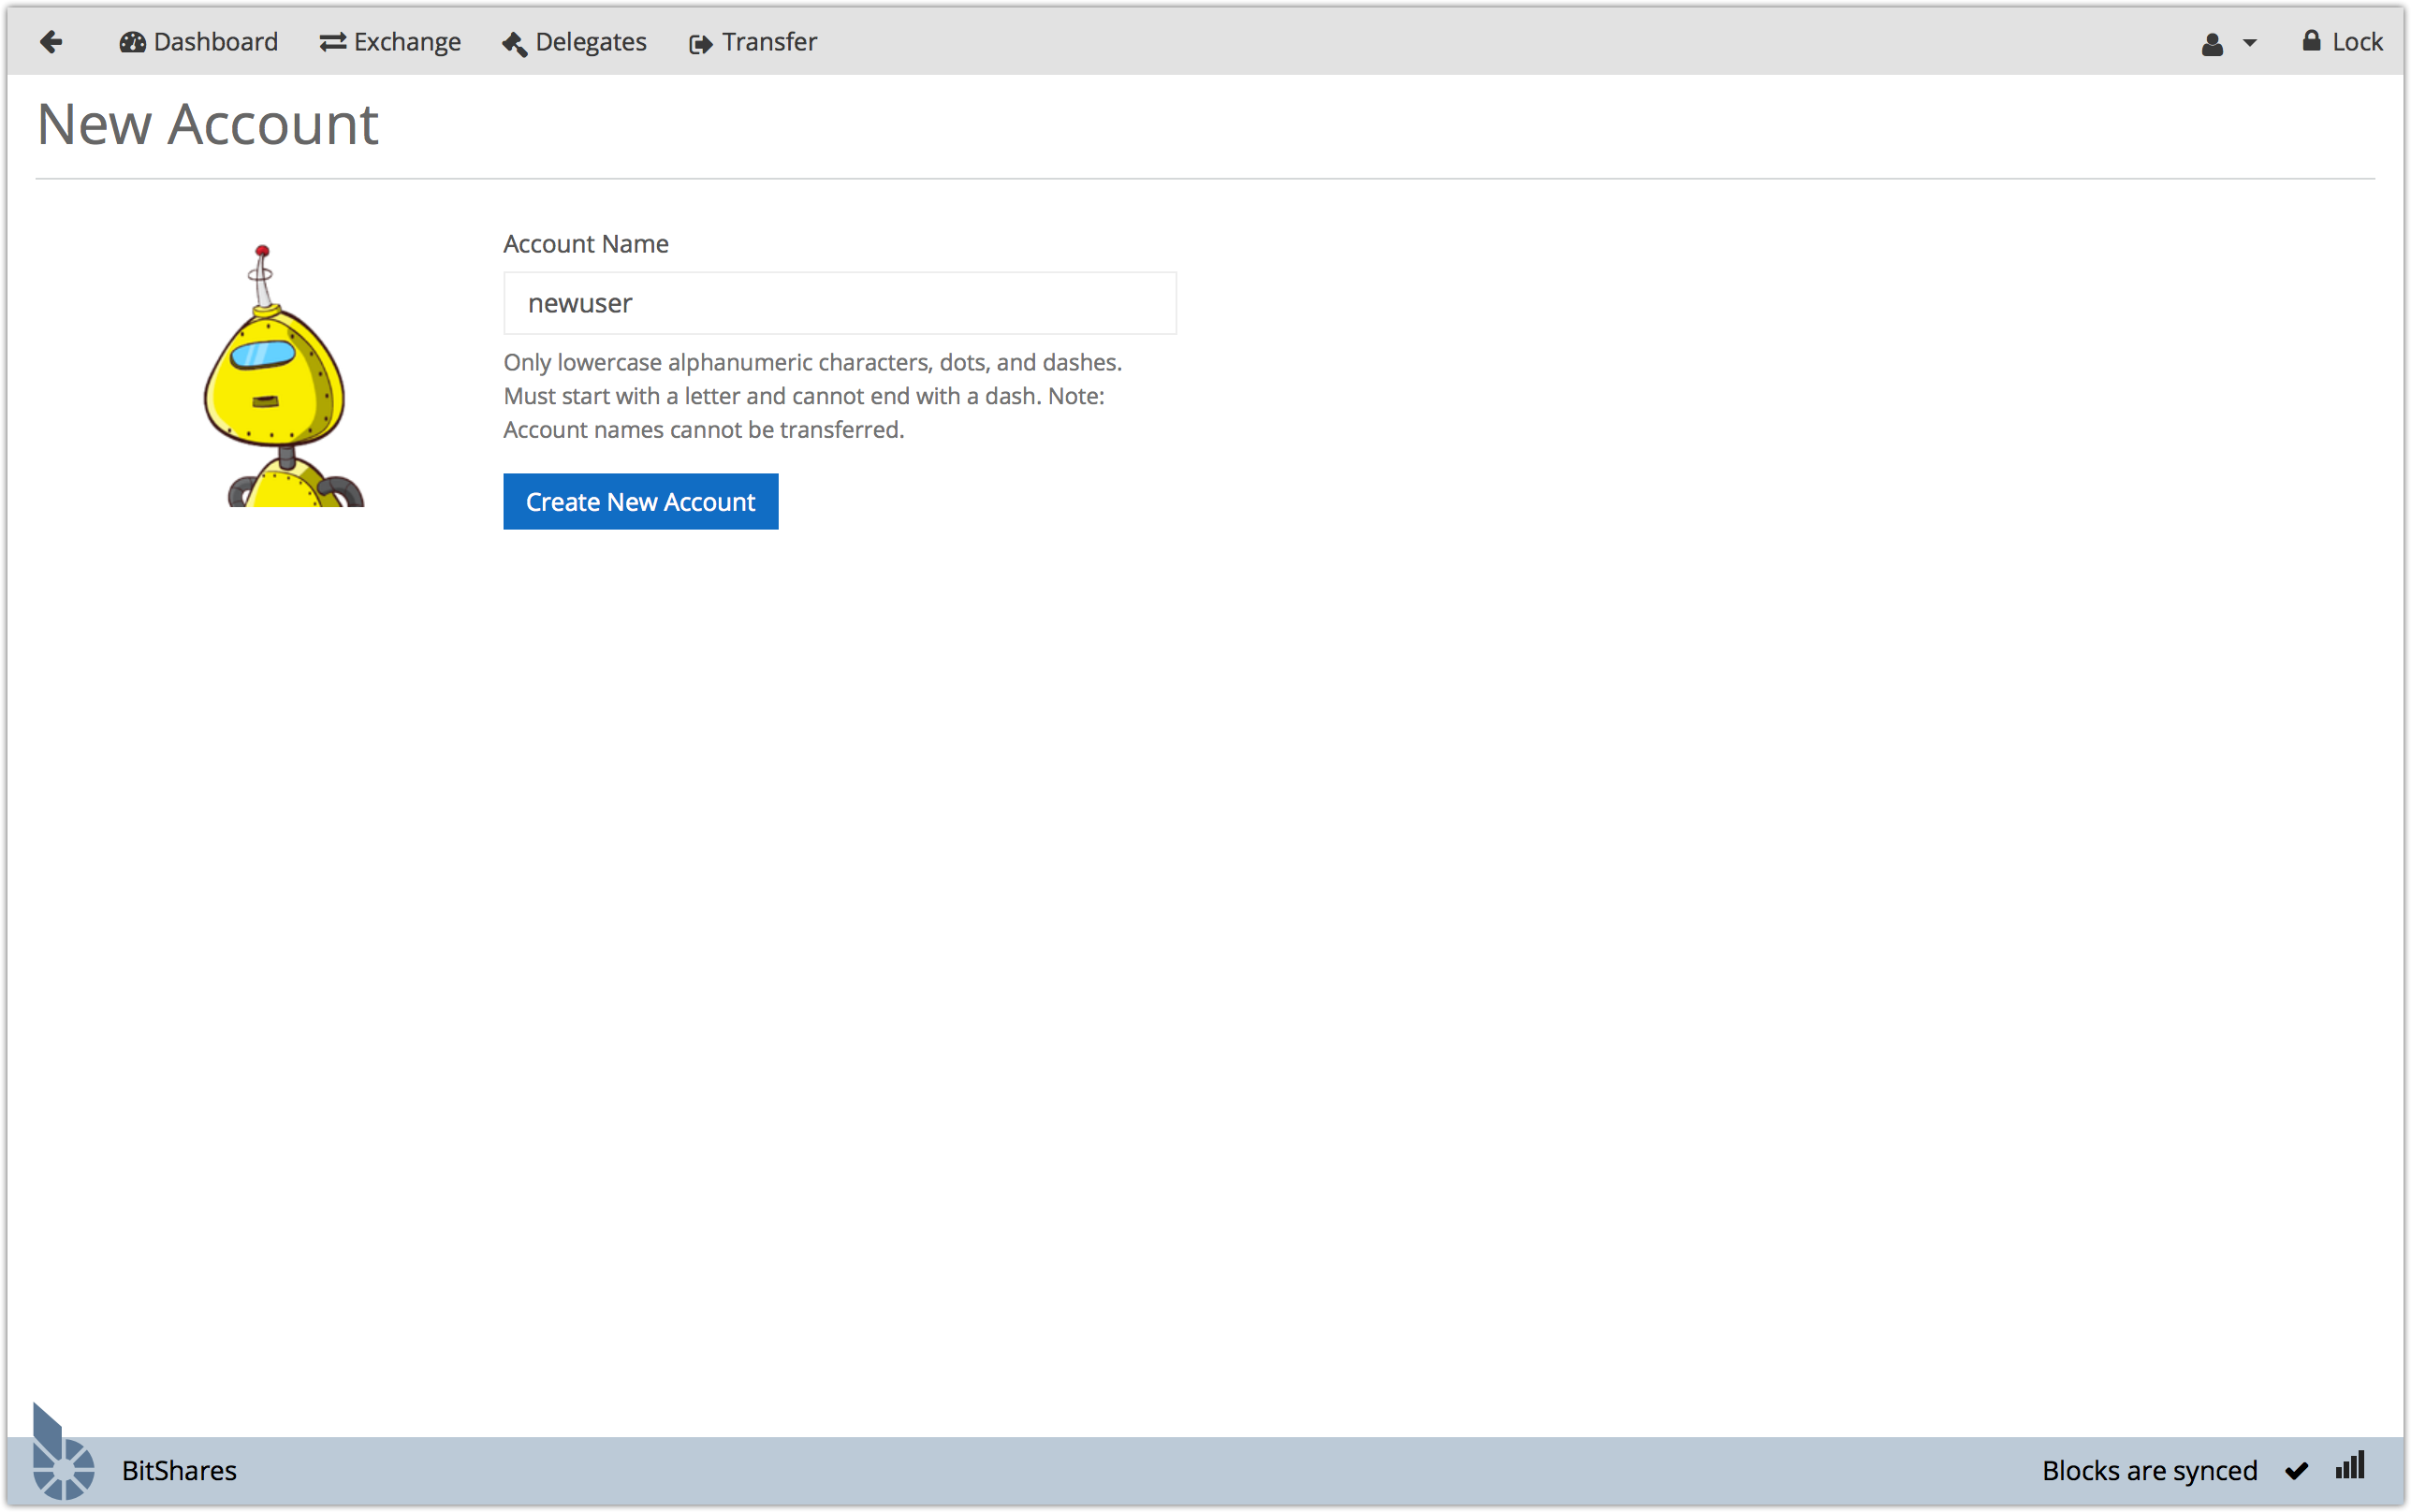 Dashboard Exchange Delegates Transfer Lock
New Account
Account Name
newuser
Only lowercase alphanumeric characters, dots, and dashes.
Must start with a letter and cannot end with a dash. Note:
Account names cannot be transferred.
Create New Account
BitShares Blocks are synced